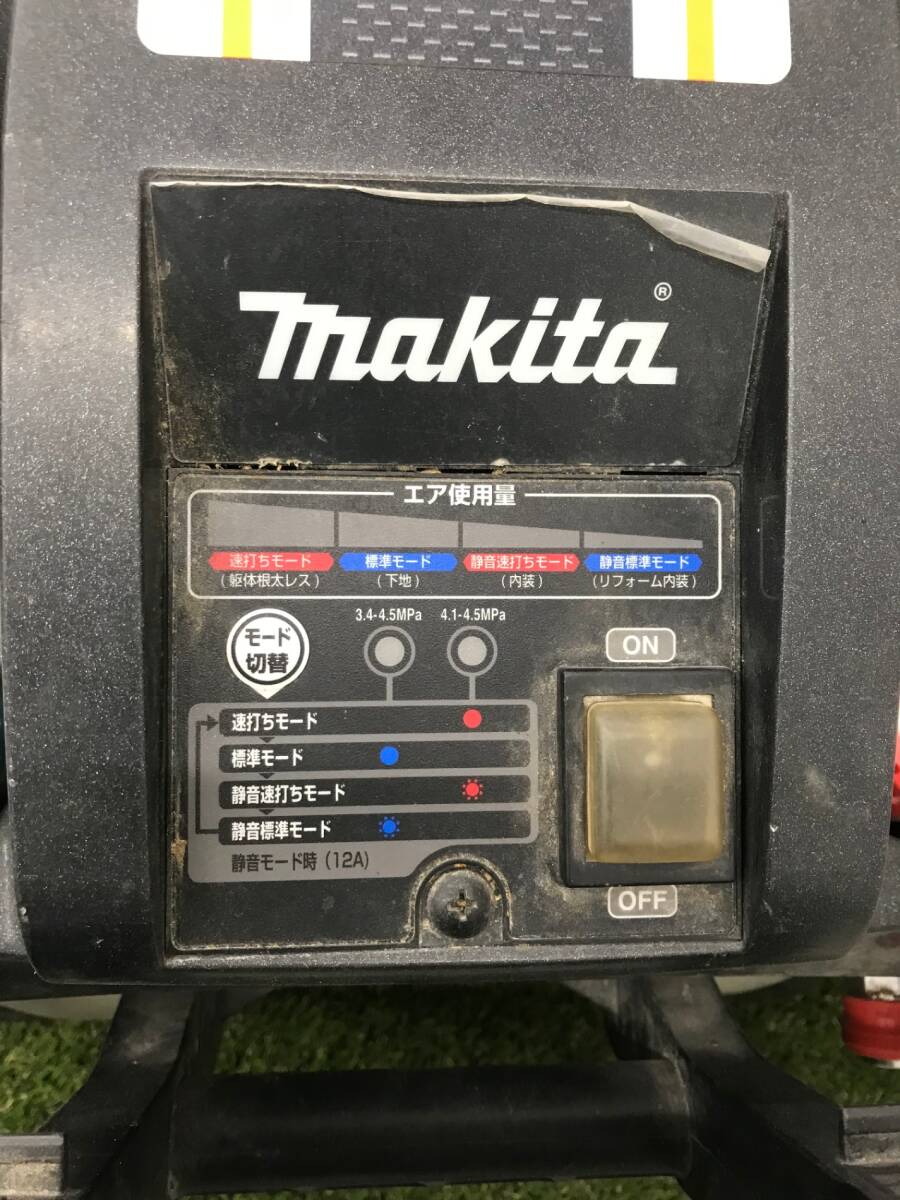 makita®
エア使用量
速打ちモード 標準モード 静音速打ちモード 静音標準モード
(躯体根太レス) (下地) (内装) (リフォーム内装)
3.4-4.5MPa 4.1-4.5MPa
モード
切替
ON
速打ちモード
標準モード
静音速打ちモード
静音標準モード
静音モード時(12A)
OFF